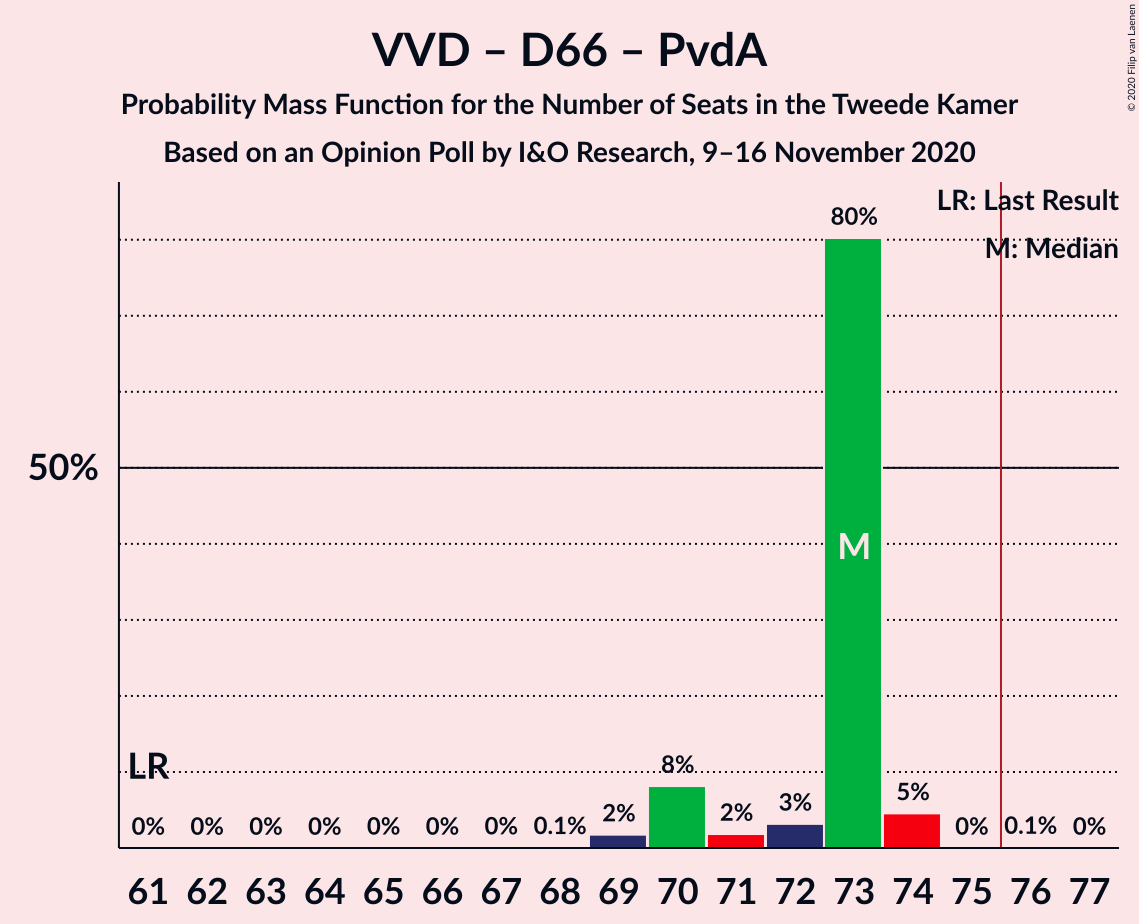 VVD – D66 – PvdA
Probability Mass Function for the Number of Seats in the Tweede Kamer
Based on an Opinion Poll by I&O Research, 9–16 November 2020
© 2020 Filip van Laenen
LR: Last Result
M: Median
80%
50%
M
LR
8%
5%
3%
2%
2%
0% 0% 0% 0% 0% 0% 0% 0.1% 0% 0.1% 0%
61 62 63 64 65 66 67 68 69 70 71 72 73 74 75 76 77